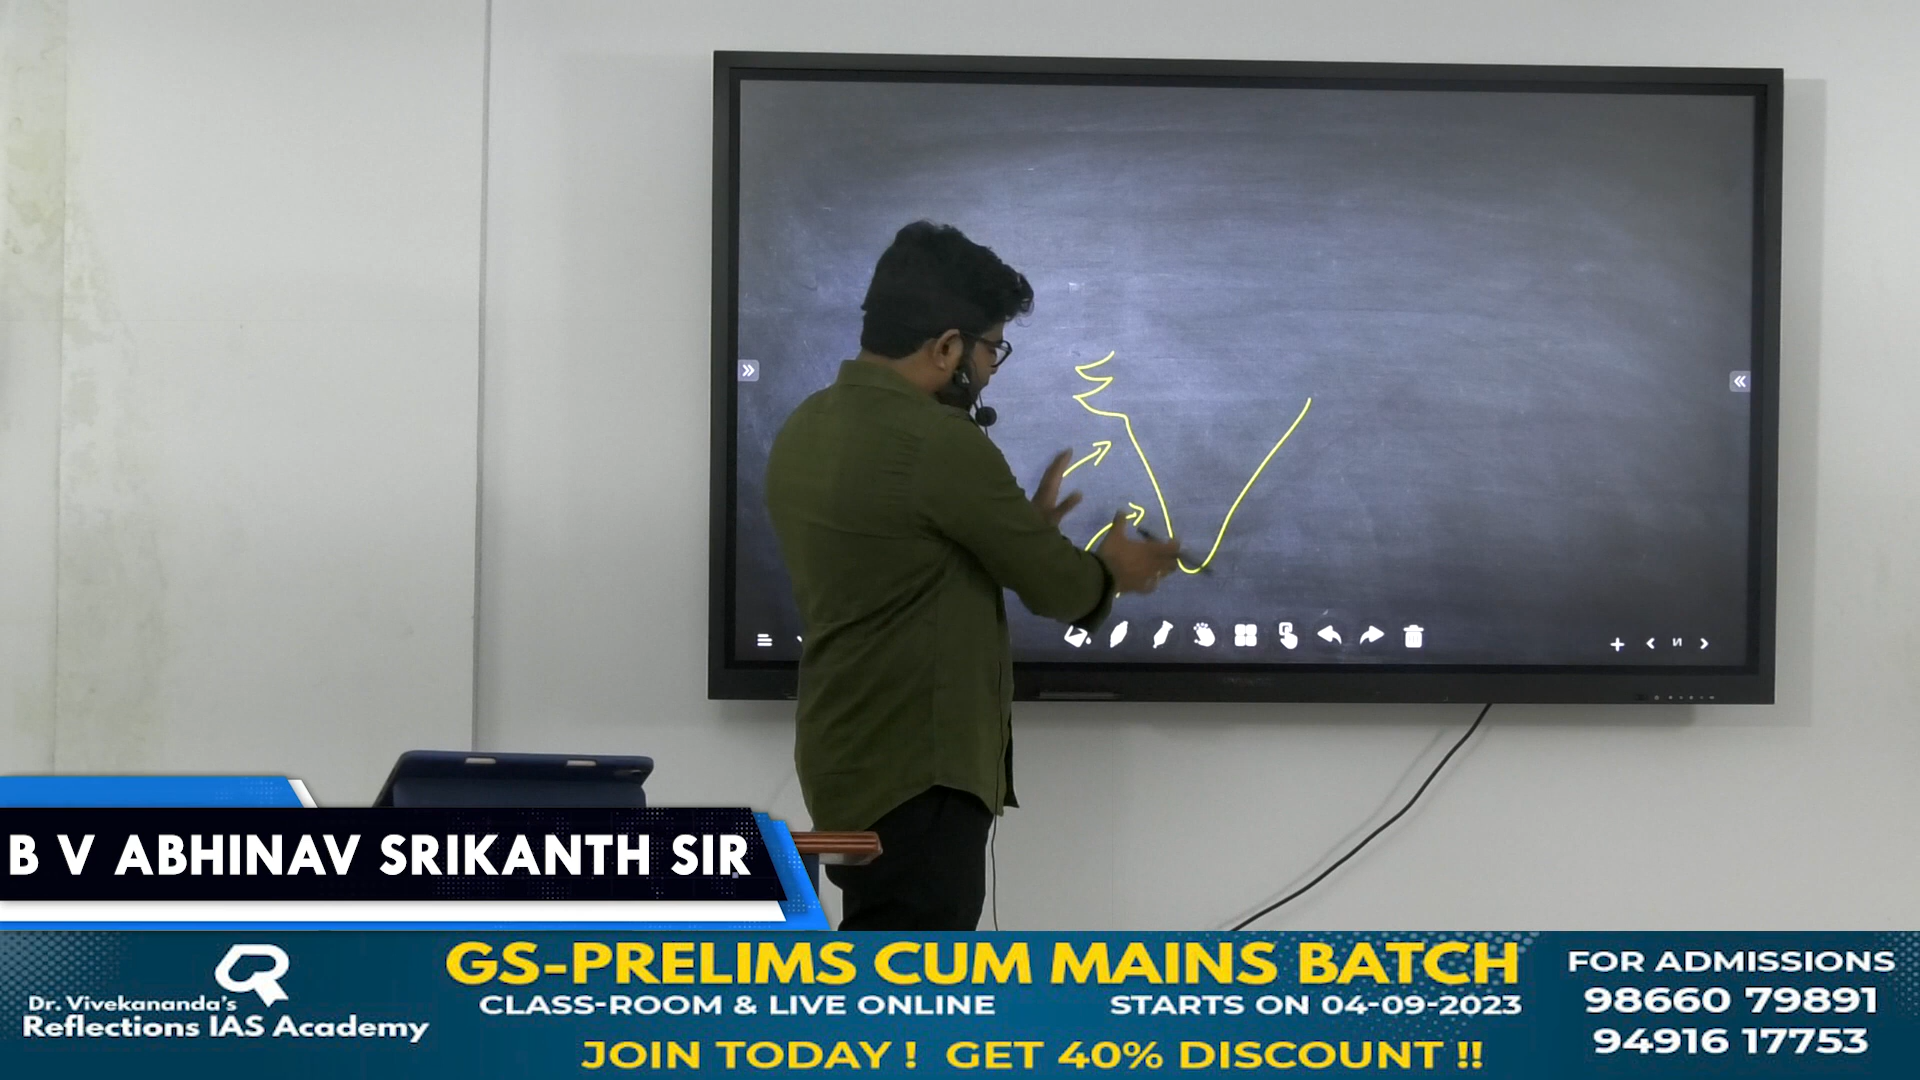 B V ABHINAV SRIKANTH SIR
Dr. Vivekananda's
Reflections IAS Academy
GS-PRELIMS CUM MAINS BATCH
CLASS-ROOM & LIVE ONLINE STARTS ON 04-09-2023
JOIN TODAY ! GET 40% DISCOUNT !!
FOR ADMISSIONS
98660 79891
94916 17753